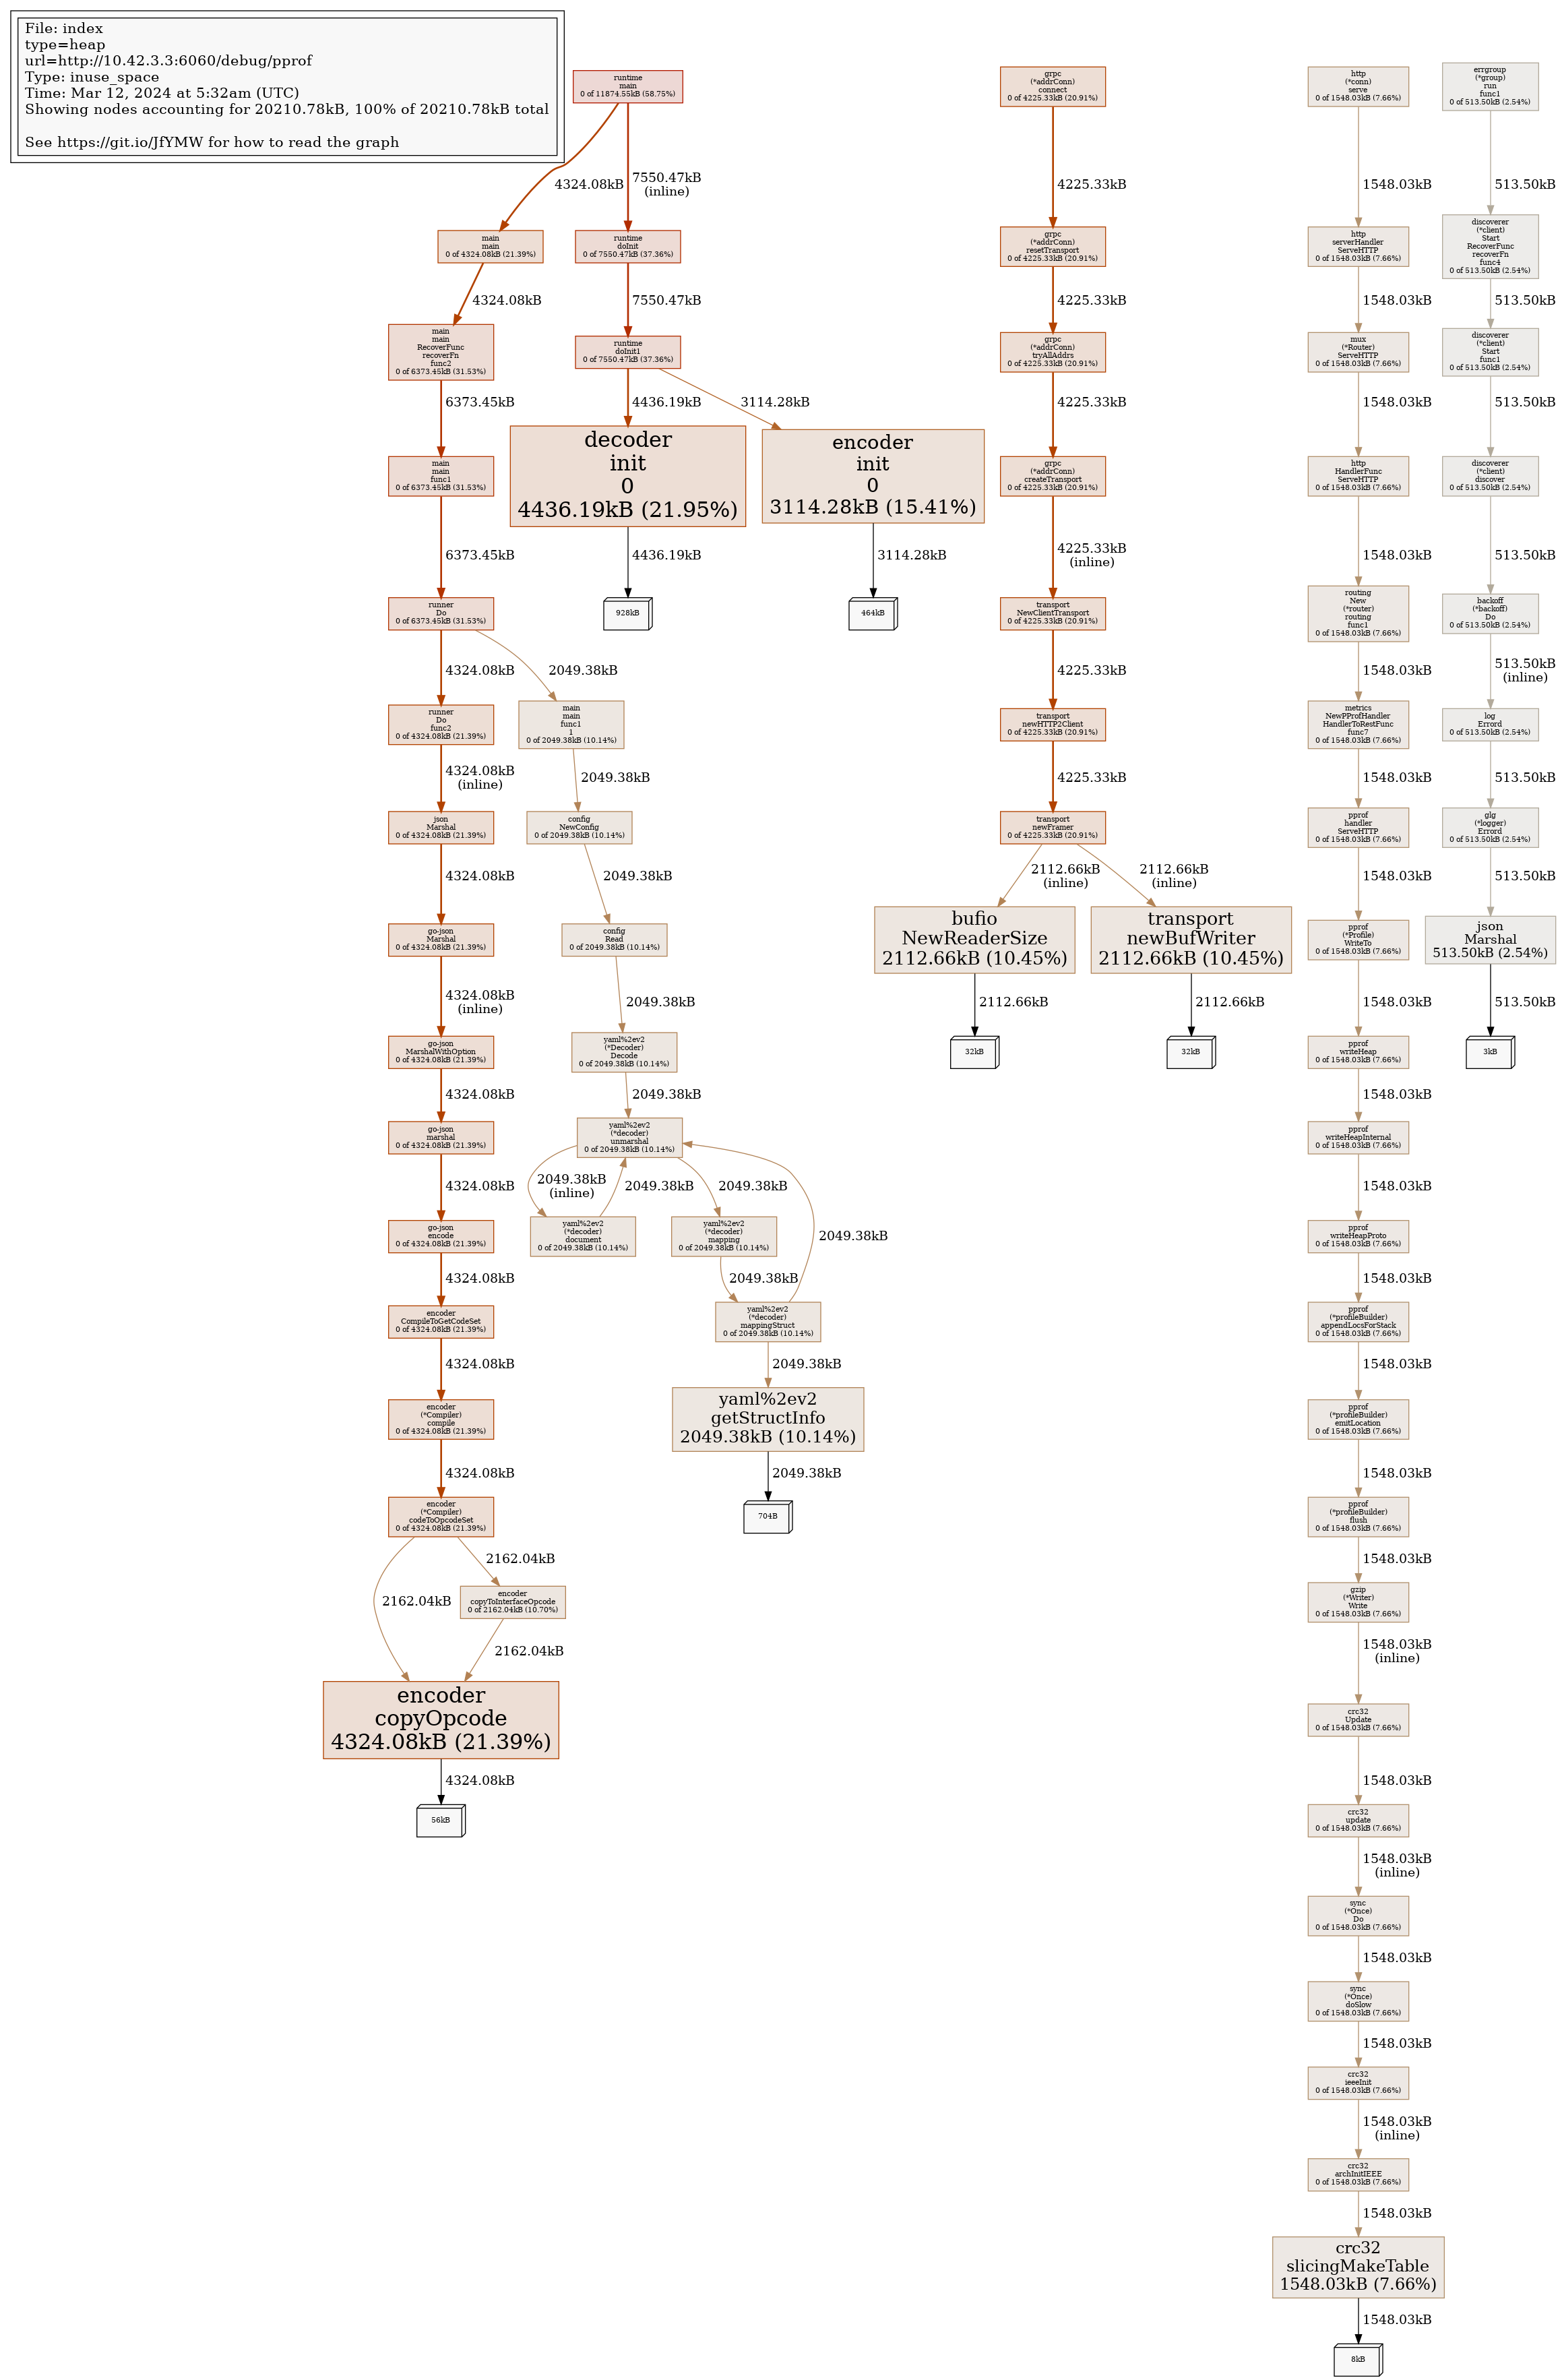 File: index
type=heap
url=http://10.42.3.3:6060/debug/pprof
Type: inuse_space
Time: Mar 12, 2024 at 5:32am (UTC)
Showing nodes accounting for 20210.78kB, 100% of 20210.78kB total
See https://git.io/JfYMW for how to read the graph
runtime
main
0 of 11874.55kB (58.75%)
4324.08kB
7550.47kB
(inline)
main
main
0 of 4324.08kB (21.39%)
runtime
doInit
0 of 7550.47kB (37.36%)
4324.08kB
7550.47kB
main
main
RecoverFunc
recoverFn
func2
0 of 6373.45kB (31.53%)
runtime
doInit1
0 of 7550.47kB (37.36%)
6373.45kB
4436.19kB
3114.28kB
main
main
func1
0 of 6373.45kB (31.53%)
decoder
init
0
4436.19kB (21.95%)
encoder
init
0
3114.28kB (15.41%)
6373.45kB
4436.19kB
3114.28kB
928kB
464kB
runner
Do
0 of 6373.45kB (31.53%)
4324.08kB
2049.38kB
runner
Do
func2
0 of 4324.08kB (21.39%)
main
main
func1
1
0 of 2049.38kB (10.14%)
4324.08kB
(inline)
2049.38kB
json
Marshal
0 of 4324.08kB (21.39%)
config
NewConfig
0 of 2049.38kB (10.14%)
4324.08kB
2049.38kB
go-json
Marshal
0 of 4324.08kB (21.39%)
config
Read
0 of 2049.38kB (10.14%)
4324.08kB
(inline)
2049.38kB
go-json
MarshalWithOption
0 of 4324.08kB (21.39%)
yaml%2ev2
(*Decoder)
Decode
0 of 2049.38kB (10.14%)
4324.08kB
2049.38kB
go-json
marshal
0 of 4324.08kB (21.39%)
yaml%2ev2
(*decoder)
unmarshal
0 of 2049.38kB (10.14%)
4324.08kB
2049.38kB
(inline)
2049.38kB
2049.38kB
2049.38kB
go-json
encode
0 of 4324.08kB (21.39%)
yaml%2ev2
(*decoder)
document
0 of 2049.38kB (10.14%)
yaml%2ev2
(*decoder)
mapping
0 of 2049.38kB (10.14%)
4324.08kB
2049.38kB
encoder
CompileToGetCodeSet
0 of 4324.08kB (21.39%)
yaml%2ev2
(*decoder)
mappingStruct
0 of 2049.38kB (10.14%)
4324.08kB
2049.38kB
encoder
(*Compiler)
compile
0 of 4324.08kB (21.39%)
yaml%2ev2
getStructInfo
2049.38kB (10.14%)
4324.08kB
2049.38kB
704B
encoder
(*Compiler)
codeToOpcodeSet
0 of 4324.08kB (21.39%)
2162.04kB
2162.04kB
encoder
copyToInterfaceOpcode
0 of 2162.04kB (10.70%)
2162.04kB
encoder
copyOpcode
4324.08kB (21.39%)
4324.08kB
56kB
grpc
(*addrConn)
connect
0 of 4225.33kB (20.91%)
4225.33kB
grpc
(*addrConn)
resetTransport
0 of 4225.33kB (20.91%)
4225.33kB
grpc
(*addrConn)
tryAllAddrs
0 of 4225.33kB (20.91%)
4225.33kB
grpc
(*addrConn)
createTransport
0 of 4225.33kB (20.91%)
4225.33kB
(inline)
transport
NewClientTransport
0 of 4225.33kB (20.91%)
4225.33kB
transport
newHTTP2Client
0 of 4225.33kB (20.91%)
4225.33kB
transport
newFramer
0 of 4225.33kB (20.91%)
2112.66kB
(inline)
2112.66kB
(inline)
bufio
NewReaderSize
2112.66kB (10.45%)
transport
newBufWriter
2112.66kB (10.45%)
2112.66kB
2112.66kB
32kB
32kB
http
(*conn)
serve
0 of 1548.03kB (7.66%)
1548.03kB
http
serverHandler
ServeHTTP
0 of 1548.03kB (7.66%)
1548.03kB
mux
(*Router)
ServeHTTP
0 of 1548.03kB (7.66%)
1548.03kB
http
HandlerFunc
ServeHTTP
0 of 1548.03kB (7.66%)
1548.03kB
routing
New
(*router)
routing
func1
0 of 1548.03kB (7.66%)
1548.03kB
metrics
NewPProfHandler
HandlerToRestFunc
func7
0 of 1548.03kB (7.66%)
1548.03kB
pprof
handler
ServeHTTP
0 of 1548.03kB (7.66%)
1548.03kB
pprof
(*Profile)
WriteTo
0 of 1548.03kB (7.66%)
1548.03kB
pprof
writeHeap
0 of 1548.03kB (7.66%)
1548.03kB
pprof
writeHeapInternal
0 of 1548.03kB (7.66%)
1548.03kB
pprof
writeHeapProto
0 of 1548.03kB (7.66%)
1548.03kB
pprof
(*profileBuilder)
appendLocsForStack
0 of 1548.03kB (7.66%)
1548.03kB
pprof
(*profileBuilder)
emitLocation
0 of 1548.03kB (7.66%)
1548.03kB
pprof
(*profileBuilder)
flush
0 of 1548.03kB (7.66%)
1548.03kB
gzip
(*Writer)
Write
0 of 1548.03kB (7.66%)
1548.03kB
(inline)
crc32
Update
0 of 1548.03kB (7.66%)
1548.03kB
crc32
update
0 of 1548.03kB (7.66%)
1548.03kB
(inline)
sync
(*Once)
Do
0 of 1548.03kB (7.66%)
1548.03kB
sync
(*Once)
doSlow
0 of 1548.03kB (7.66%)
1548.03kB
crc32
ieeeInit
0 of 1548.03kB (7.66%)
1548.03kB
(inline)
crc32
archInitIEEE
0 of 1548.03kB (7.66%)
1548.03kB
crc32
slicingMakeTable
1548.03kB (7.66%)
1548.03kB
8kB
errgroup
(*group)
run
func1
0 of 513.50kB (2.54%)
513.50kB
discoverer
(*client)
Start
RecoverFunc
recoverFn
func4
0 of 513.50kB (2.54%)
513.50kB
discoverer
(*client)
Start
func1
0 of 513.50kB (2.54%)
513.50kB
discoverer
(*client)
discover
0 of 513.50kB (2.54%)
513.50kB
backoff
(*backoff)
Do
0 of 513.50kB (2.54%)
513.50kB
(inline)
log
Errord
0 of 513.50kB (2.54%)
513.50kB
glg
(*logger)
Errord
0 of 513.50kB (2.54%)
513.50kB
json
Marshal
513.50kB (2.54%)
513.50kB
3kB